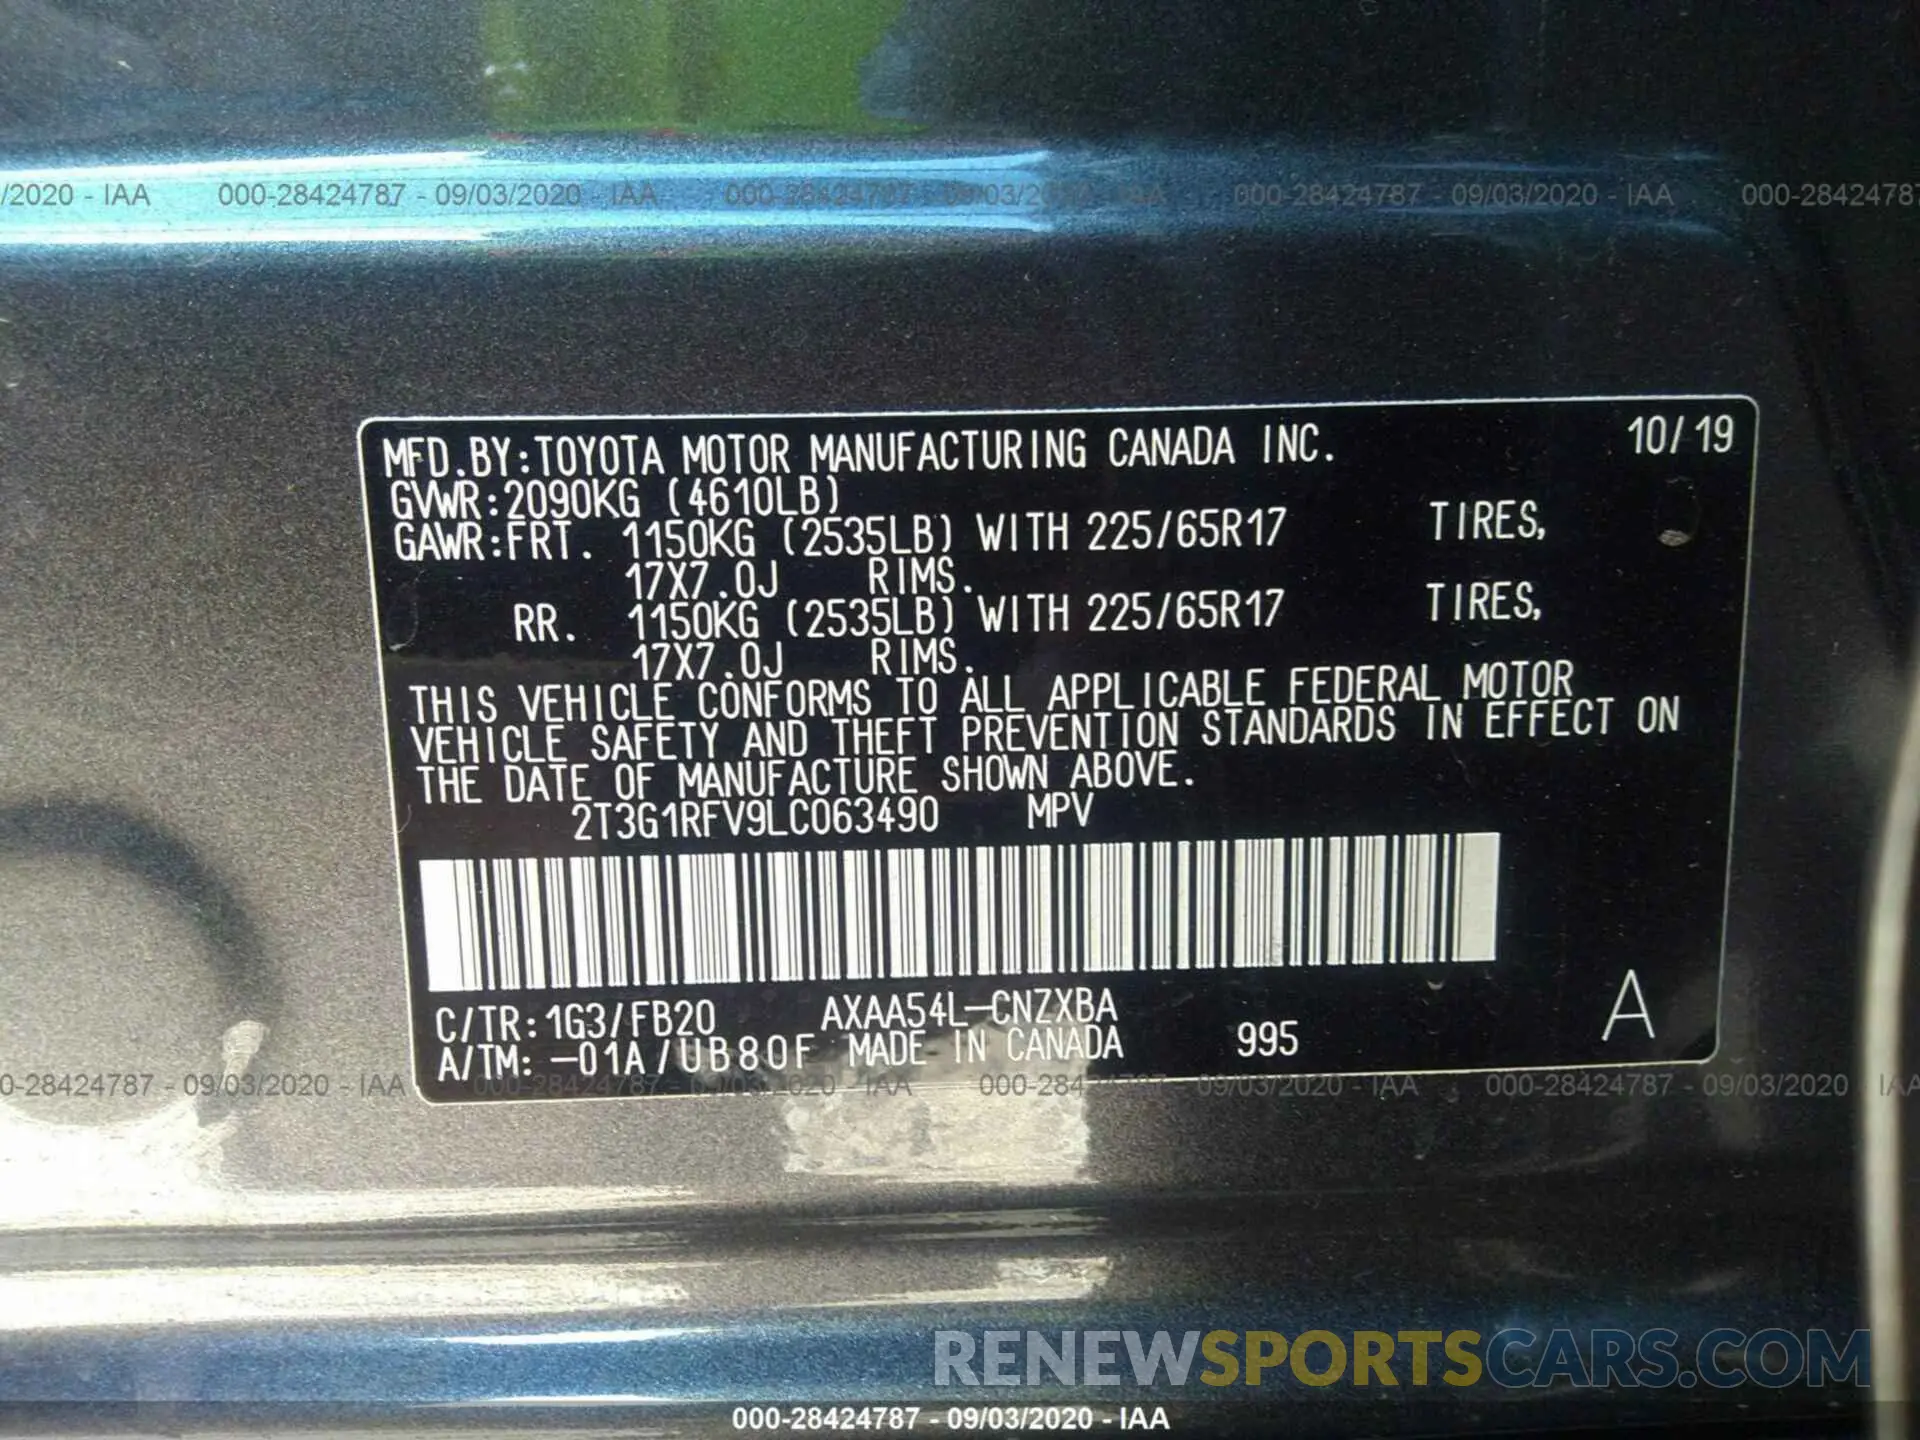 /2020 - IAA 000-28424787 - 09/03/2020 - IAA 000-28424787 - 09/03/2020 - IAA 000-28424787 - 09/03/2020 - IAA 000-28424787
MFD.BY:TOYOTA MOTOR MANUFACTURING CANADA INC. 10/19
GVWR:2090KG (4610LB)
GAWR:FRT. 1150KG (2535LB) WITH 225/65R17 TIRES,
17X7.0J RIMS.
RR. 1150KG (2535LB) WITH 225/65R17 TIRES,
17X7.0J RIMS.
THIS VEHICLE CONFORMS TO ALL APPLICABLE FEDERAL MOTOR
VEHICLE SAFETY AND THEFT PREVENTION STANDARDS IN EFFECT ON
THE DATE OF MANUFACTURE SHOWN ABOVE.
2T3G1RFV9LC063490 MPV
C/TR:1G3/FB20 AXAA54L-CNZXBA
A/TM:-01A/UB80F MADE IN CANADA 995 A
0-28424787 - 09/03/2020 - IAA 000-28424787 - 09/03/2020 - IAA 000-28424787 - 09/03/2020 - IAA 000-28424787 - 09/03/2020 - IAA
RENEWSPORTSCARS.COM
000-28424787 - 09/03/2020 - IAA